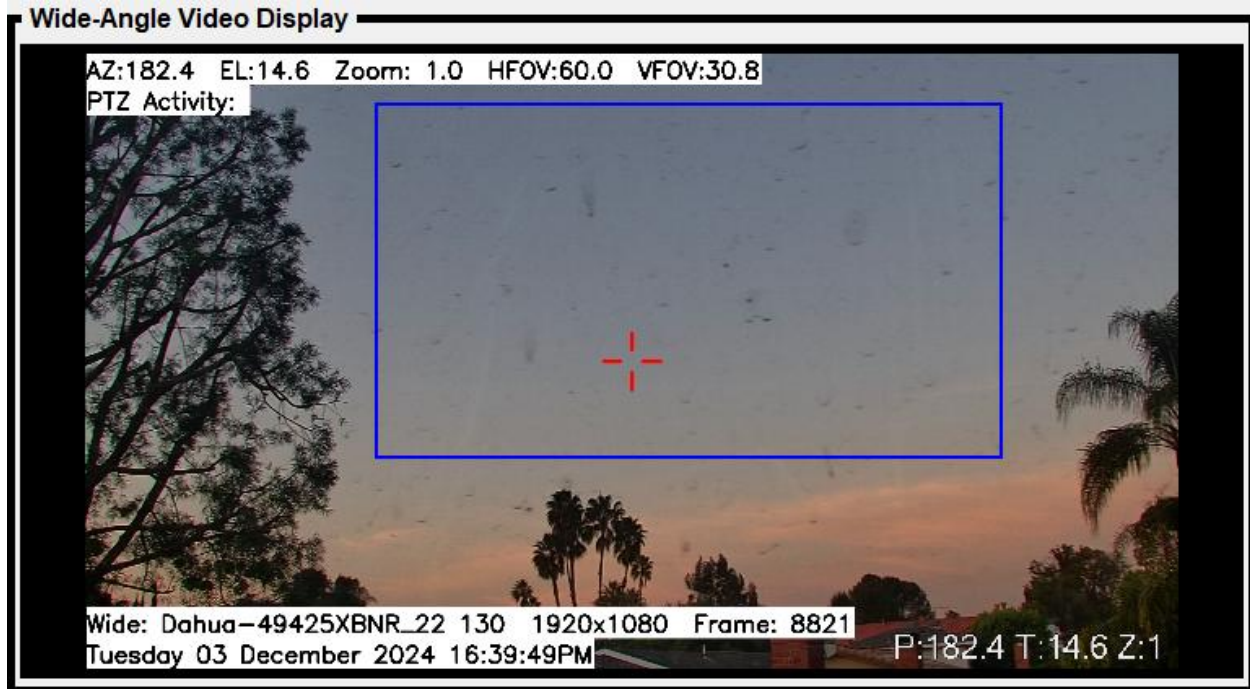 Wide-Angle Video Display
AZ:182.4 EL:14.6 Zoom: 1.0 HFOV:60.0 VFOV:30.8
PTZ Activity:
Wide: Dahua-49425XBNR_22 130 1920x1080 Frame: 8821
P:182.4 T:14.6 Z:1
Tuesday 03 December 2024 16:39:49PM